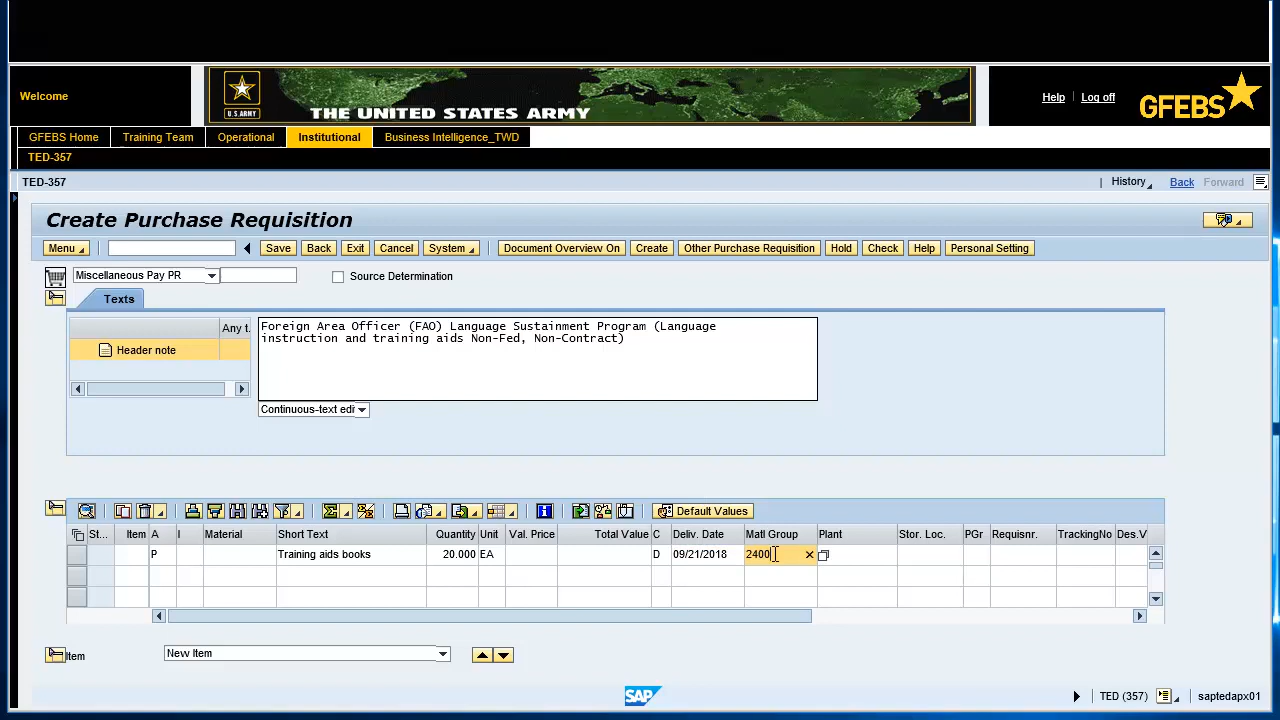 Welcome
U.S.ARMY
THE UNITED STATES ARMY
Help
Log off
GFEBS
GFEBS Home
Training Team
Operational
Institutional
Business Intelligence_TWD
TED-357
TED-357
History
Back
Forward
Create Purchase Requisition
Menu
Save
Back
Exit
Cancel
System
Document Overview On
Create
Other Purchase Requisition
Hold
Check
Help
Personal Setting
Miscellaneous Pay PR
Source Determination
Texts
Any t.
Header note
Foreign Area Officer (FAO) Language Sustainment Program (Language
instruction and training aids Non-Fed, Non-Contract)
Continuous-text edi
Default Values
St... Item A I Material Short Text Quantity Unit Val. Price Total Value C Deliv. Date Matl Group Plant Stor. Loc. PGr Requisnr. TrackingNo Des.V
P Training aids books 20.000 EA D 09/21/2018 2400
Item
New Item
SAP
TED (357)
saptedapx01